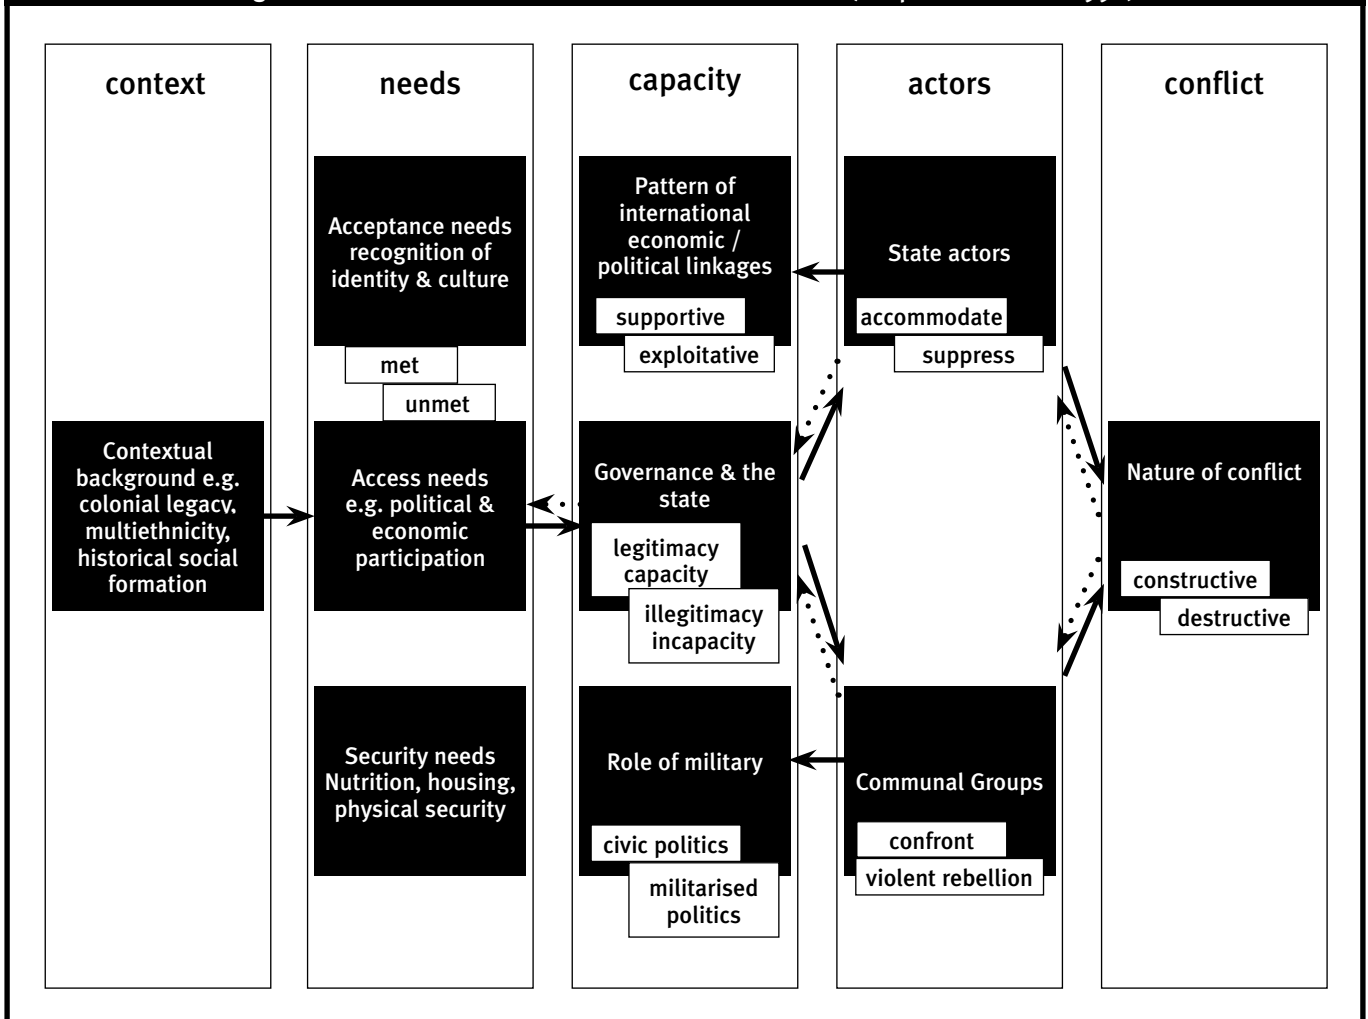 context
needs
capacity
actors
conflict
Acceptance needs
recognition of
identity & culture
met
unmet
Pattern of
international
economic /
political linkages
supportive
exploitative
State actors
accommodate
suppress
Contextual
background e.g.
colonial legacy,
multiethnicity,
historical social
formation
Access needs
e.g. political &
economic
participation
Governance & the
state
legitimacy
capacity
illegitimacy
incapacity
Nature of conflict
constructive
destructive
Security needs
Nutrition, housing,
physical security
Role of military
civic politics
militarised
politics
Communal Groups
confront
violent rebellion